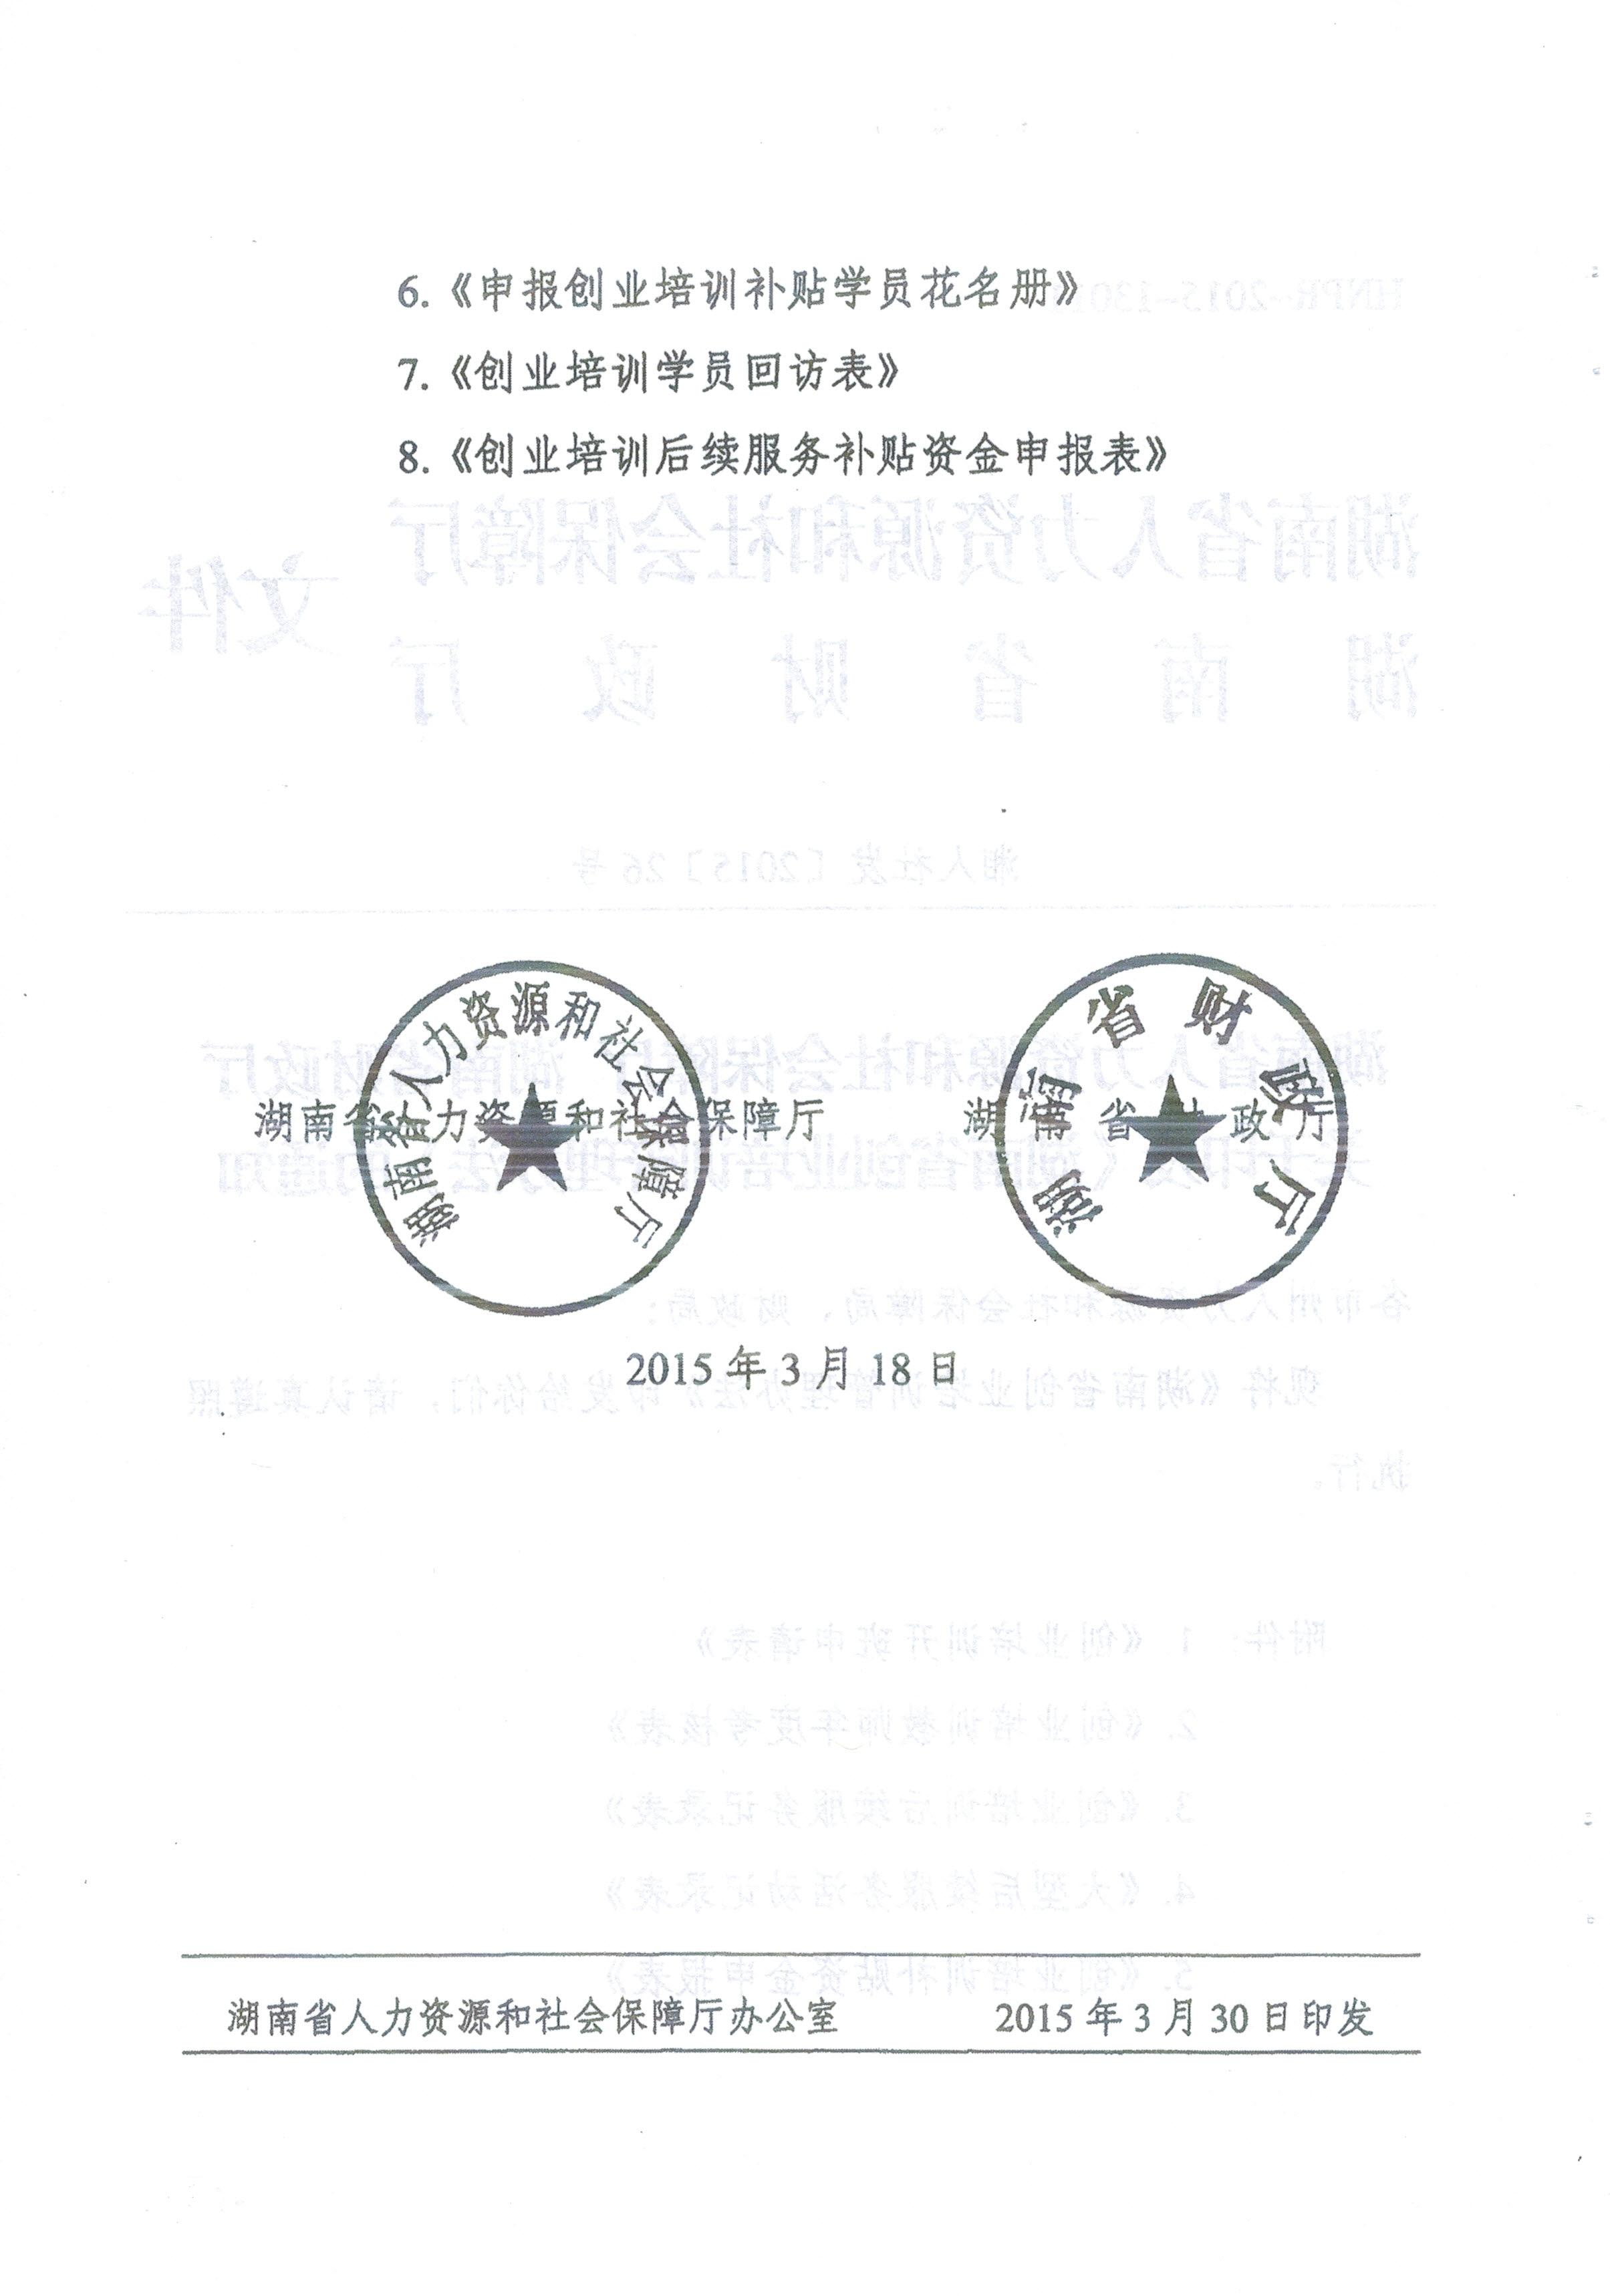 6.《申报创业培训补贴学员花名册》
7.《创业培训学员回访表》
8.《创业培训后续服务补贴资金申报表》
湖南省人力资源和社会保障厅
湖南省财政厅
湖南省人力资源和社会保障厅 湖南省财政厅
2015年3月18日
湖南省人力资源和社会保障厅办公室 2015年3月30日印发